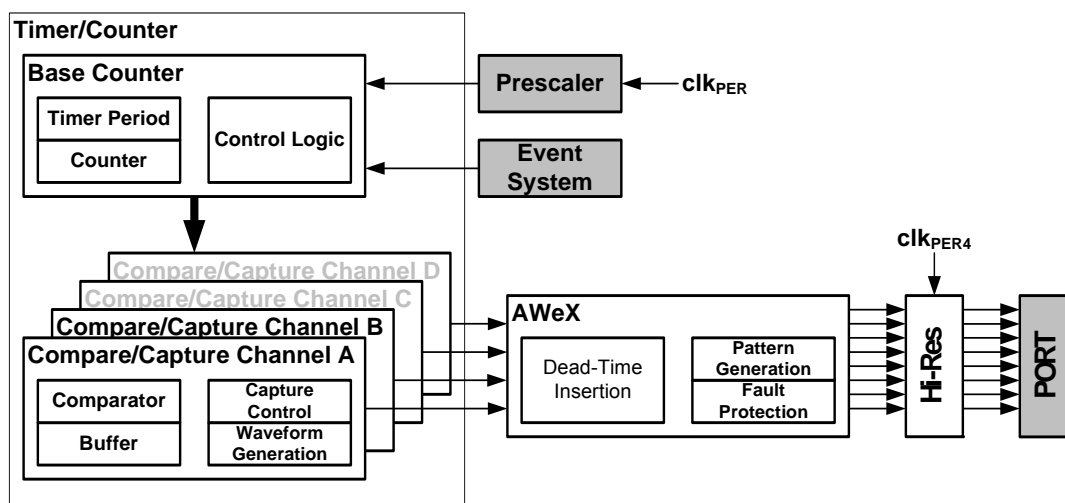 Timer/Counter
Base Counter
Timer Period
Counter
Control Logic
Prescaler
clkPER
Event
System
Compare/Capture Channel D
Compare/Capture Channel C
Compare/Capture Channel B
Compare/Capture Channel A
Comparator
Buffer
Capture
Control
Waveform
Generation
AWeX
Dead-Time
Insertion
Pattern
Generation
Fault
Protection
clkPER4
Hi-Res
PORT